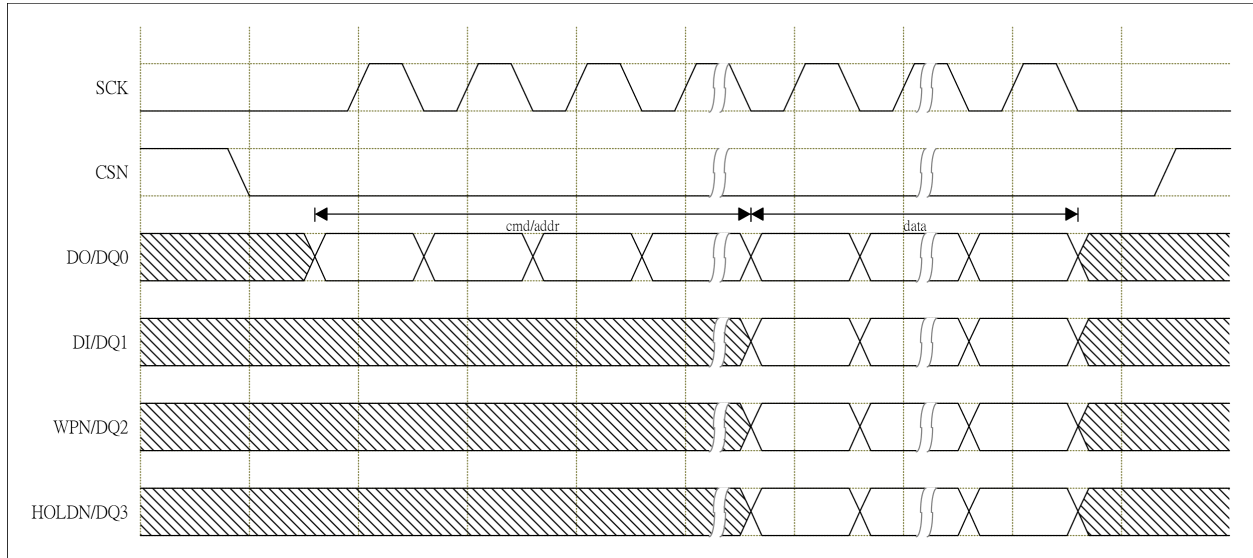 SCK
CSN
cmd/addr
data
DO/DQ0
DI/DQ1
WPN/DQ2
HOLDN/DQ3